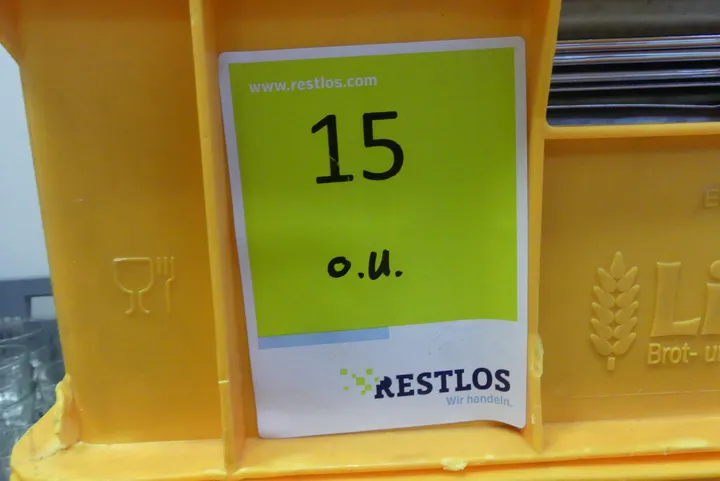 www.restlos.com
15
o.u.
RESTLOS
Wir handeln.
Brot-